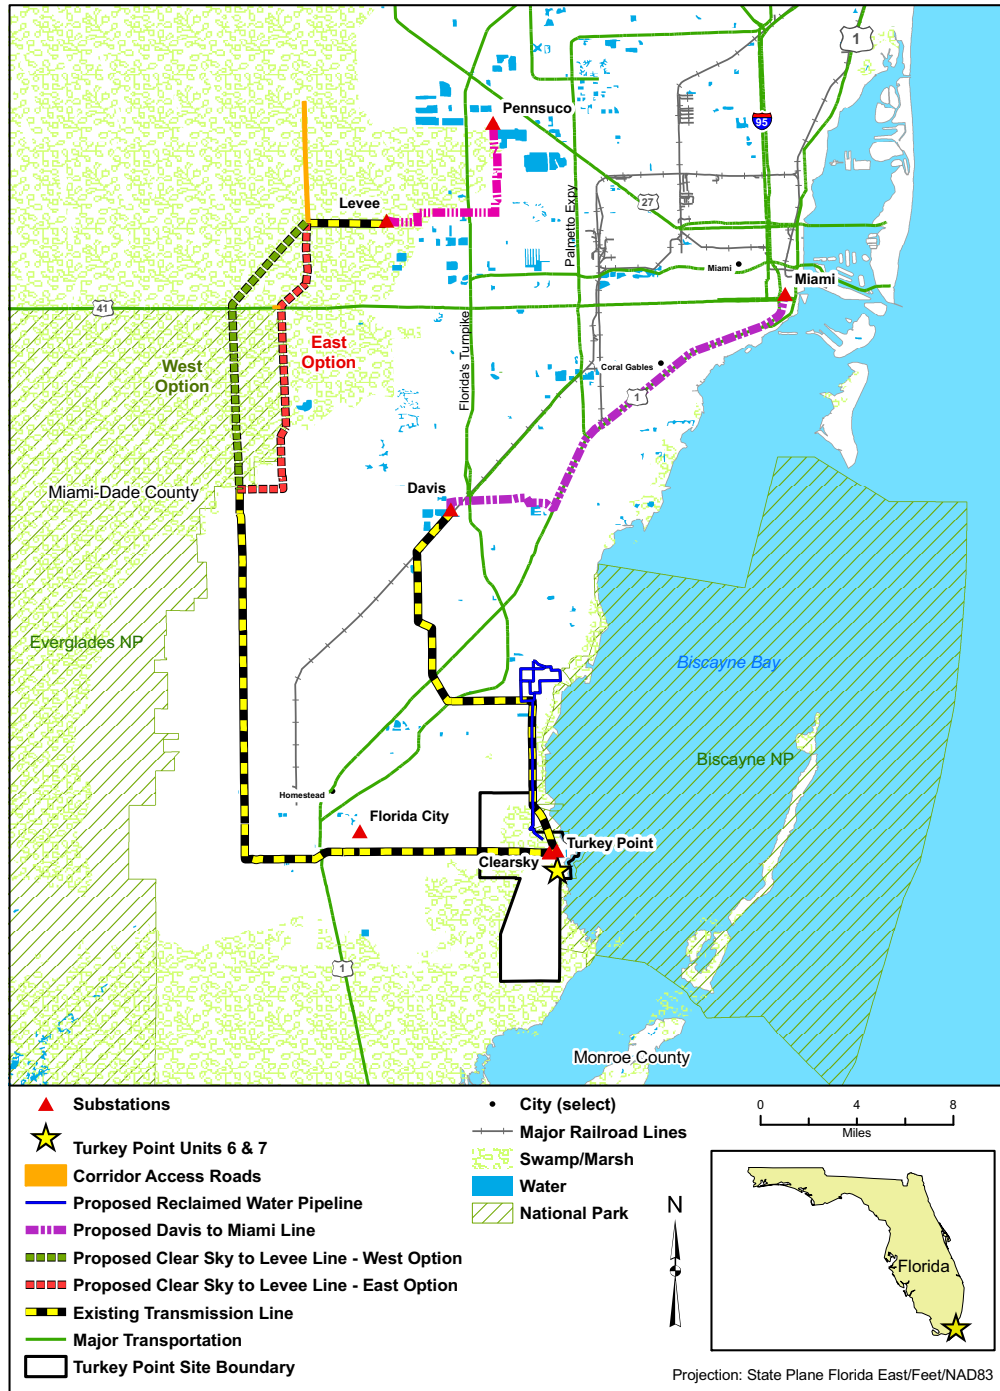 1
Pennsuco
95
Levee
27
Palmetto Expy
Miami
Miami
41
Florida's Turnpike
East
Option
West
Option
Coral Gables
1
Miami-Dade County
Davis
Everglades NP
Biscayne Bay
Biscayne NP
Homestead
Florida City
Turkey Point
Clearsky
1
Monroe County
Substations
Turkey Point Units 6 & 7
Corridor Access Roads
Proposed Reclaimed Water Pipeline
Proposed Davis to Miami Line
Proposed Clear Sky to Levee Line - West Option
Proposed Clear Sky to Levee Line - East Option
Existing Transmission Line
Major Transportation
Turkey Point Site Boundary
City (select)
Major Railroad Lines
Swamp/Marsh
Water
National Park
0 4 8
Miles
N
Florida
Projection: State Plane Florida East/Feet/NAD83